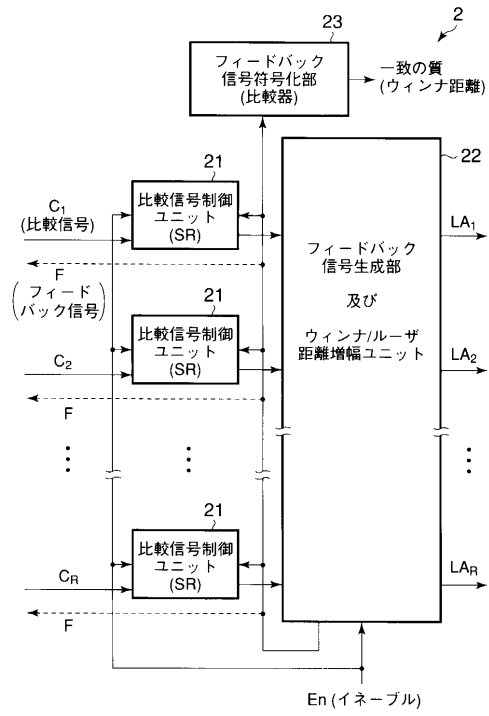 2
23
フィードバック
信号符号化部
(比較器)
一致の質
(ウィンナ距離)
22
21
比較信号制御
ユニット
(SR)
C1
(比較信号)
F
(フィード
バック信号)
フィードバック
信号生成部
及び
ウィンナ/ルーザ
距離増幅ユニット
LA1
21
比較信号制御
ユニット
(SR)
C2
F
LA2
21
比較信号制御
ユニット
(SR)
CR
F
LAR
En (イネーブル)